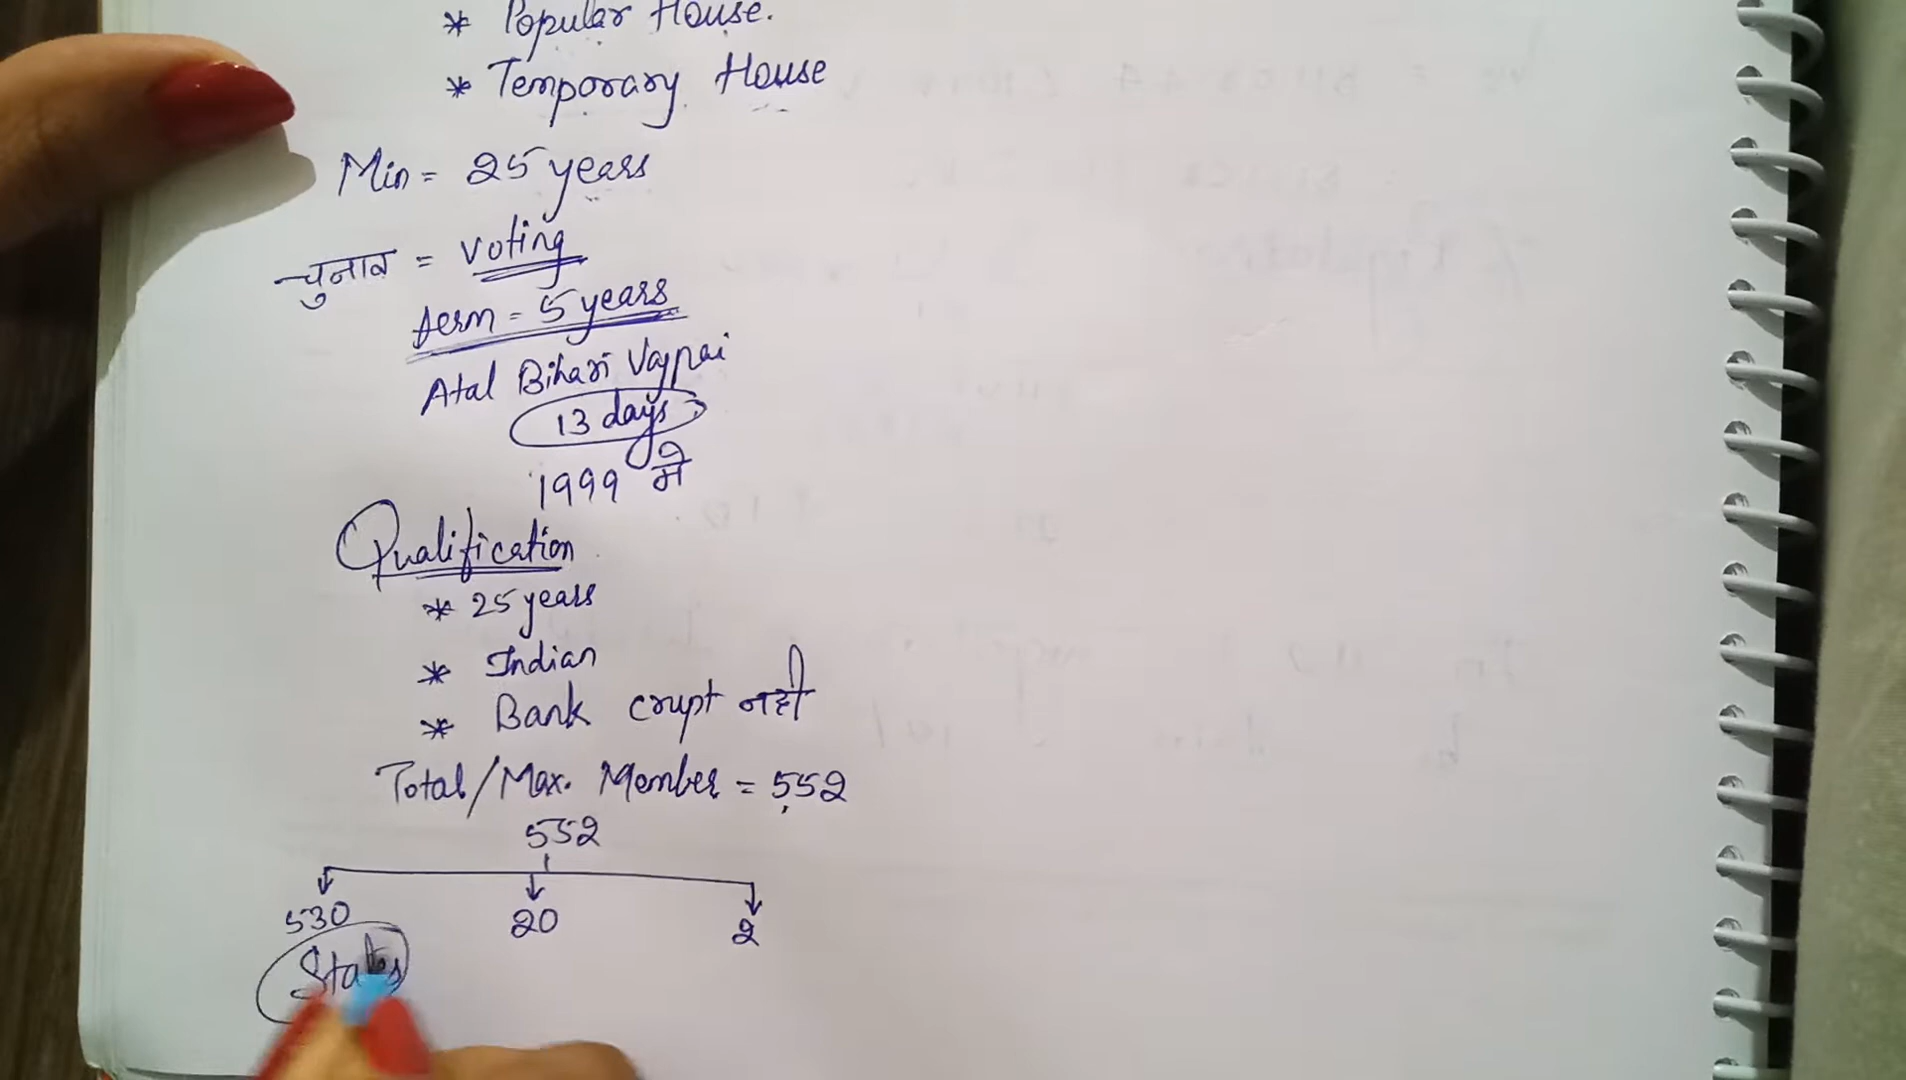 * Popular House.
* Temporary House
Min = 25 years
चुनाव = voting
term = 5 years
Atal Bihari Vajpai
13 days
1999 में
Qualification
* 25 years
* Indian
* Bank crupt नही
Total/Max. Member = 552
552
530 20 2
States